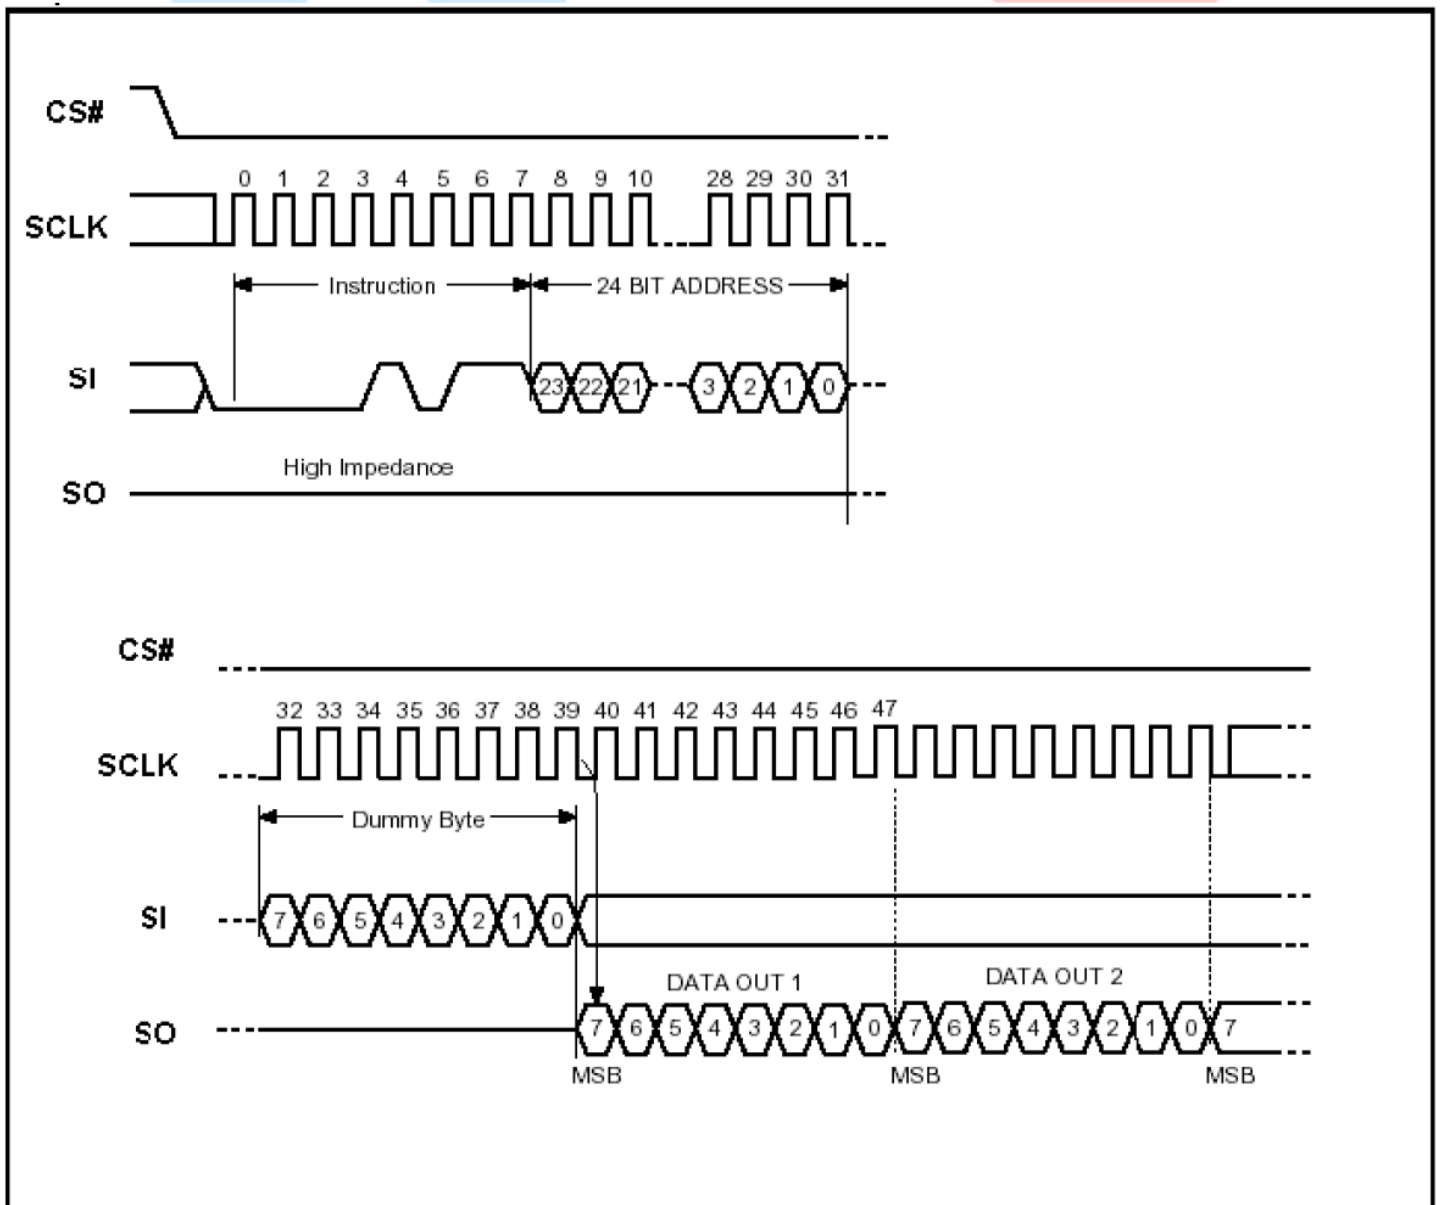 CS#
0 1 2 3 4 5 6 7 8 9 10 28 29 30 31
SCLK
Instruction 24 BIT ADDRESS
SI
23 22 21 3 2 1 0
High Impedance
SO
CS#
32 33 34 35 36 37 38 39 40 41 42 43 44 45 46 47
SCLK
Dummy Byte
SI
7 6 5 4 3 2 1 0
DATA OUT 1 DATA OUT 2
SO
7 6 5 4 3 2 1 0 7 6 5 4 3 2 1 0 7
MSB MSB MSB